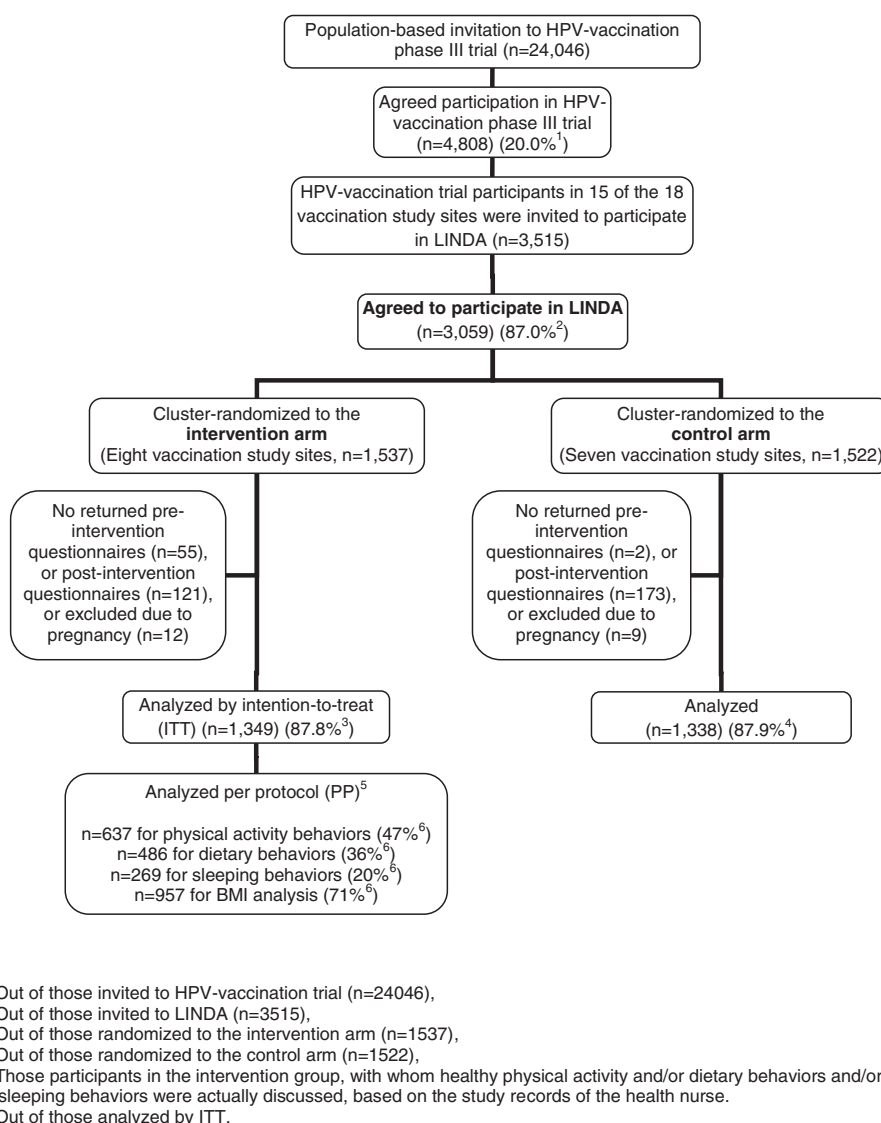 Population-based invitation to HPV-vaccination
phase III trial (n=24,046)
Agreed participation in HPV-
vaccination phase III trial
(n=4,808) (20.0%1)
HPV-vaccination trial participants in 15 of the 18
vaccination study sites were invited to participate
in LINDA (n=3,515)
Agreed to participate in LINDA
(n=3,059) (87.0%2)
Cluster-randomized to the
intervention arm
(Eight vaccination study sites, n=1,537)
Cluster-randomized to the
control arm
(Seven vaccination study sites, n=1,522)
No returned pre-
intervention
questionnaires (n=55),
or post-intervention
questionnaires (n=121),
or excluded due to
pregnancy (n=12)
No returned pre-
intervention
questionnaires (n=2), or
post-intervention
questionnaires (n=173),
or excluded due to
pregnancy (n=9)
Analyzed by intention-to-treat
(ITT) (n=1,349) (87.8%3)
Analyzed
(n=1,338) (87.9%4)
Analyzed per protocol (PP)5
n=637 for physical activity behaviors (47%6)
n=486 for dietary behaviors (36%6)
n=269 for sleeping behaviors (20%6)
n=957 for BMI analysis (71%6)
Out of those invited to HPV-vaccination trial (n=24046),
Out of those invited to LINDA (n=3515),
Out of those randomized to the intervention arm (n=1537),
Out of those randomized to the control arm (n=1522),
Those participants in the intervention group, with whom healthy physical activity and/or dietary behaviors and/or
sleeping behaviors were actually discussed, based on the study records of the health nurse.
Out of those analyzed by ITT.